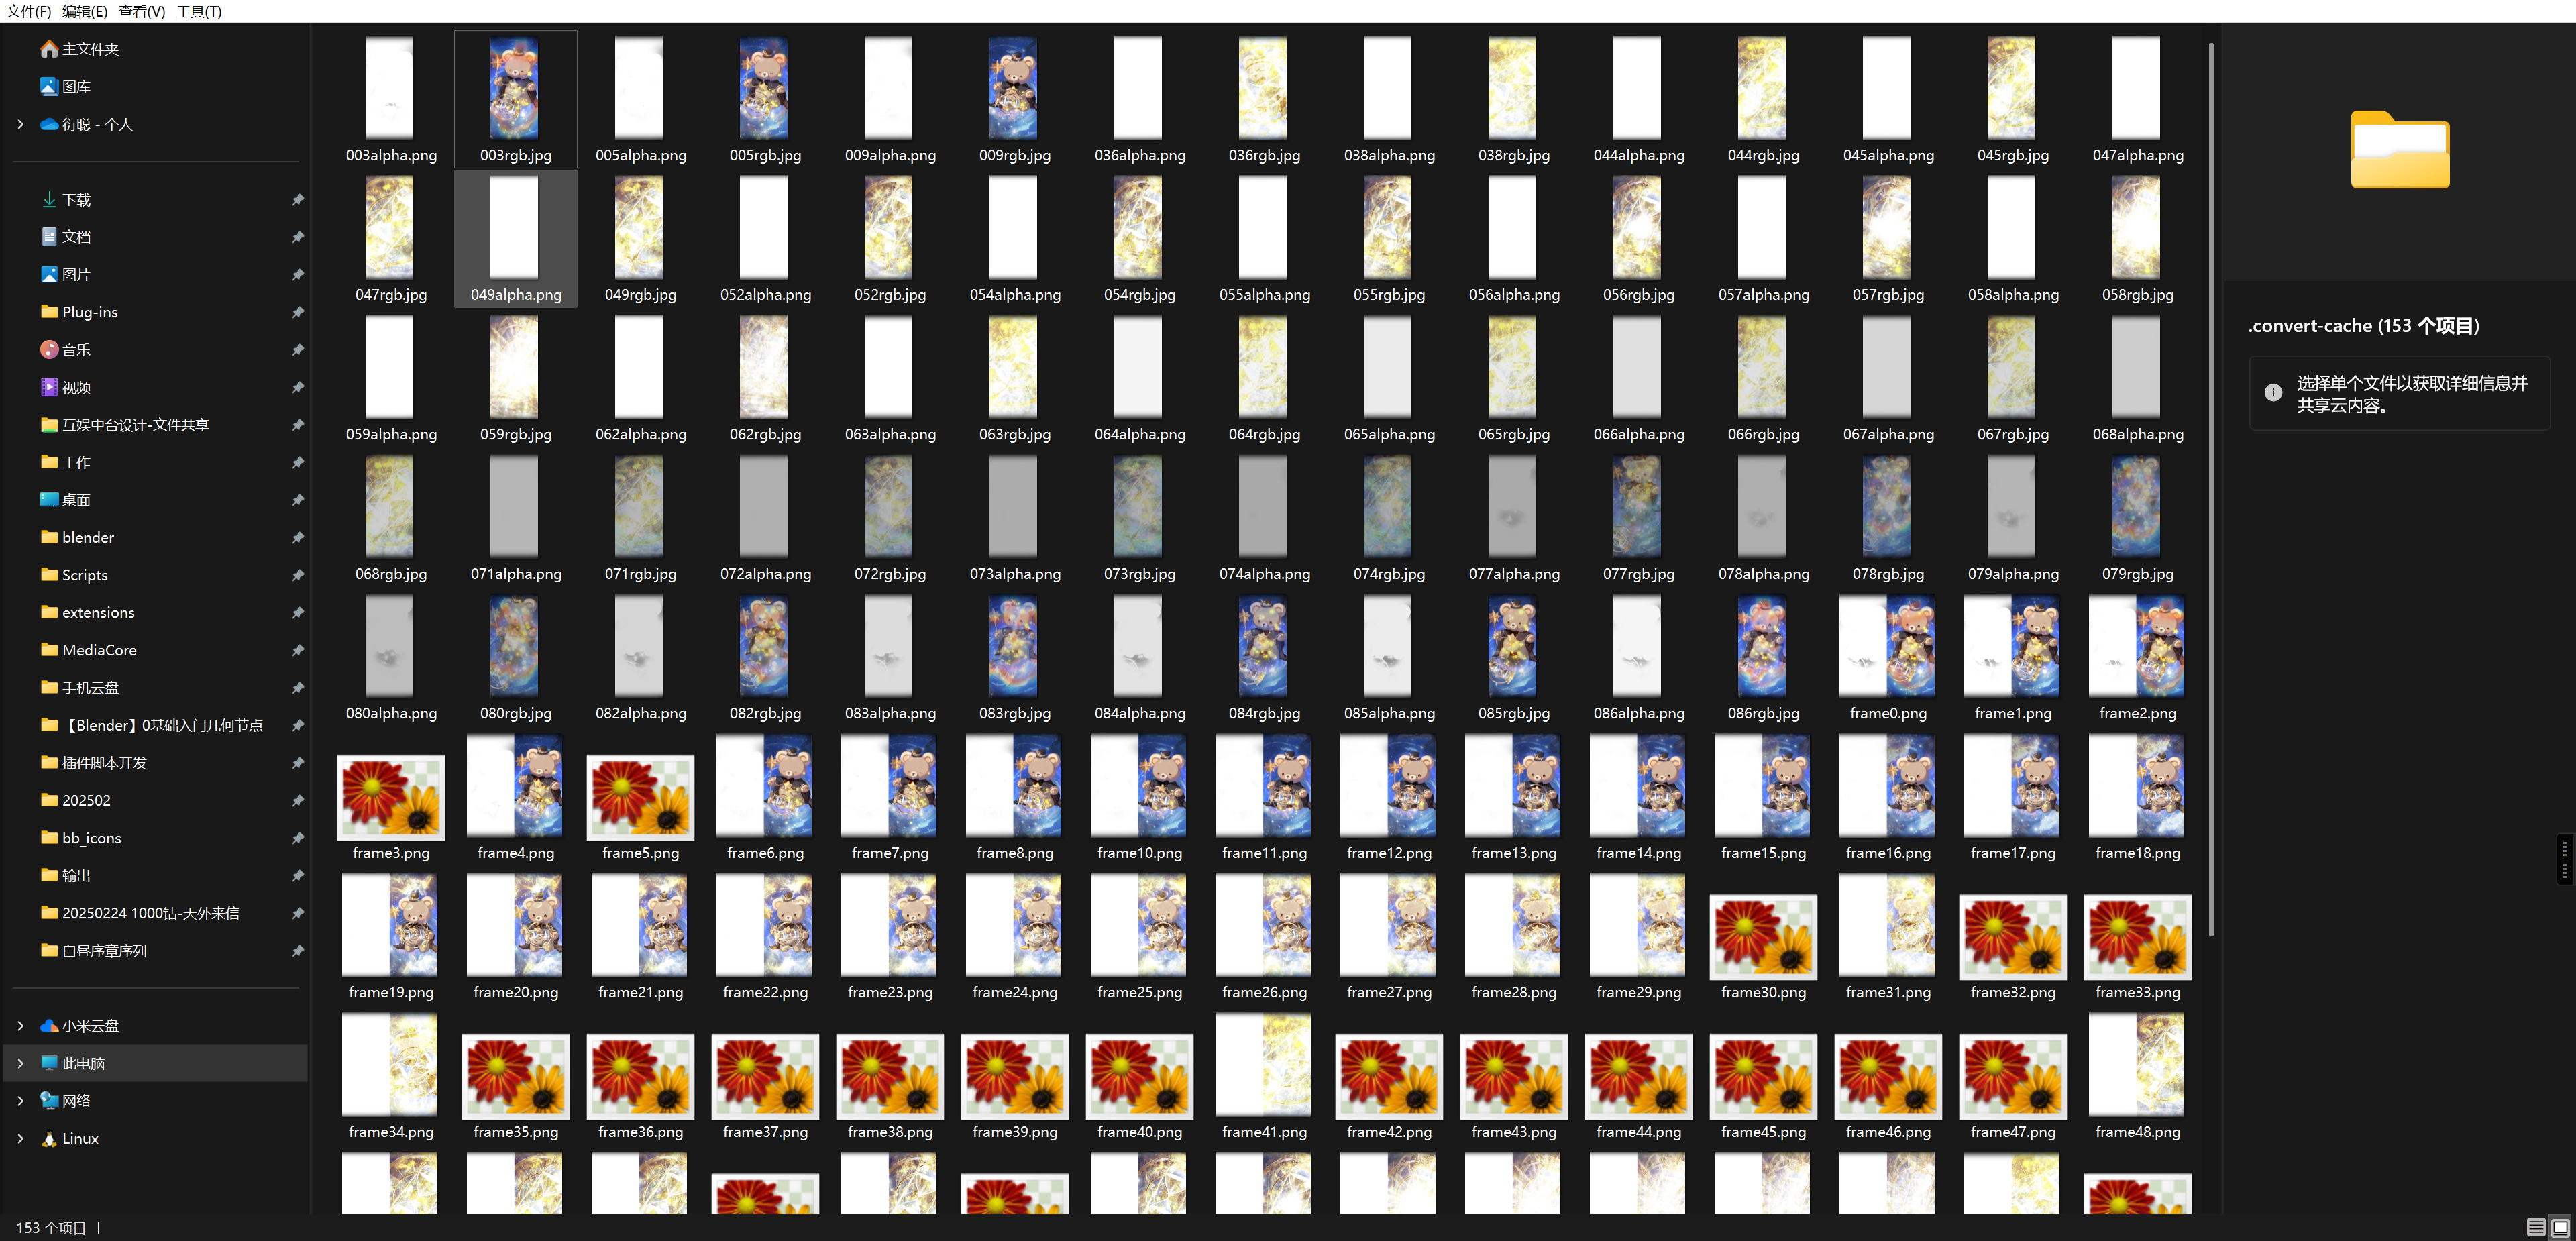 文件(F) 编辑(E) 查看(V) 工具(T)
主文件夹
图库
衍聪 - 个人
下载
文档
图片
Plug-ins
音乐
视频
互娱中台设计-文件共享
工作
桌面
blender
Scripts
extensions
MediaCore
手机云盘
【Blender】0基础入门几何节点
插件脚本开发
202502
bb_icons
输出
20250224 1000钻-天外来信
白昼序章序列
小米云盘
此电脑
网络
Linux
003alpha.png 003rgb.jpg 005alpha.png 005rgb.jpg 009alpha.png 009rgb.jpg 036alpha.png 036rgb.jpg 038alpha.png 038rgb.jpg 044alpha.png 044rgb.jpg 045alpha.png 045rgb.jpg 047alpha.png
047rgb.jpg 049alpha.png 049rgb.jpg 052alpha.png 052rgb.jpg 054alpha.png 054rgb.jpg 055alpha.png 055rgb.jpg 056alpha.png 056rgb.jpg 057alpha.png 057rgb.jpg 058alpha.png 058rgb.jpg
059alpha.png 059rgb.jpg 062alpha.png 062rgb.jpg 063alpha.png 063rgb.jpg 064alpha.png 064rgb.jpg 065alpha.png 065rgb.jpg 066alpha.png 066rgb.jpg 067alpha.png 067rgb.jpg 068alpha.png
068rgb.jpg 071alpha.png 071rgb.jpg 072alpha.png 072rgb.jpg 073alpha.png 073rgb.jpg 074alpha.png 074rgb.jpg 077alpha.png 077rgb.jpg 078alpha.png 078rgb.jpg 079alpha.png 079rgb.jpg
080alpha.png 080rgb.jpg 082alpha.png 082rgb.jpg 083alpha.png 083rgb.jpg 084alpha.png 084rgb.jpg 085alpha.png 085rgb.jpg 086alpha.png 086rgb.jpg frame0.png frame1.png frame2.png
frame3.png frame4.png frame5.png frame6.png frame7.png frame8.png frame10.png frame11.png frame12.png frame13.png frame14.png frame15.png frame16.png frame17.png frame18.png
frame19.png frame20.png frame21.png frame22.png frame23.png frame24.png frame25.png frame26.png frame27.png frame28.png frame29.png frame30.png frame31.png frame32.png frame33.png
frame34.png frame35.png frame36.png frame37.png frame38.png frame39.png frame40.png frame41.png frame42.png frame43.png frame44.png frame45.png frame46.png frame47.png frame48.png
.convert-cache (153 个项目)
选择单个文件以获取详细信息并
共享云内容。
153 个项目